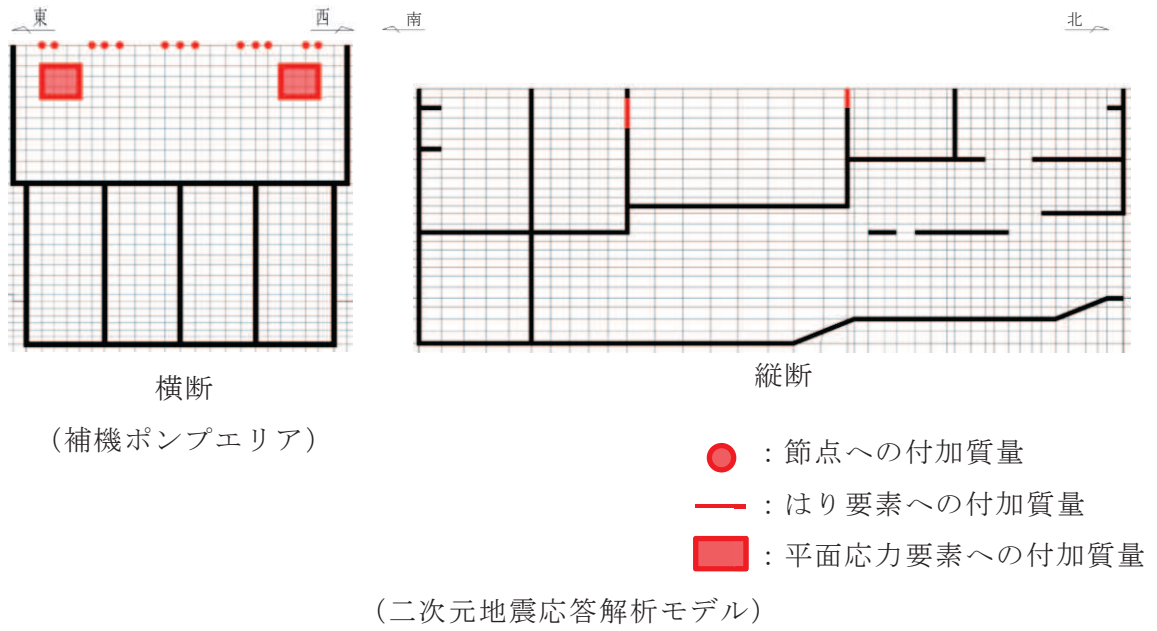 東 西
南 北
横断
（補機ポンプエリア）
縦断
：節点への付加質量
：はり要素への付加質量
：平面応力要素への付加質量
（二次元地震応答解析モデル）